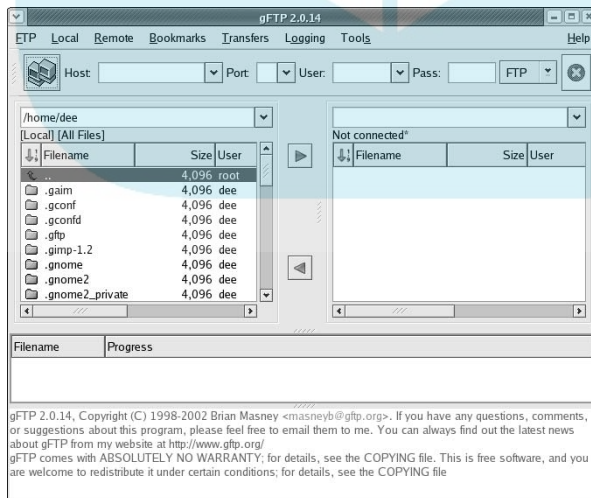 gFTP 2.0.14
FTP Local Remote Bookmarks Transfers Logging Tools Help
Host: Port: User: Pass: FTP
/home/dee
[Local] [All Files]
Not connected*
Filename Size User
Filename Size User
.. 4,096 root
.gaim 4,096 dee
.gconf 4,096 dee
.gconfd 4,096 dee
.gftp 4,096 dee
.gimp-1.2 4,096 dee
.gnome 4,096 dee
.gnome2 4,096 dee
.gnome2_private 4,096 dee
Filename Progress
gFTP 2.0.14, Copyright (C) 1998-2002 Brian Masney <masneyb@gftp.org>. If you have any questions, comments,
or suggestions about this program, please feel free to email them to me. You can always find out the latest news
about gFTP from my website at http://www.gftp.org/
gFTP comes with ABSOLUTELY NO WARRANTY; for details, see the COPYING file. This is free software, and you
are welcome to redistribute it under certain conditions; for details, see the COPYING file